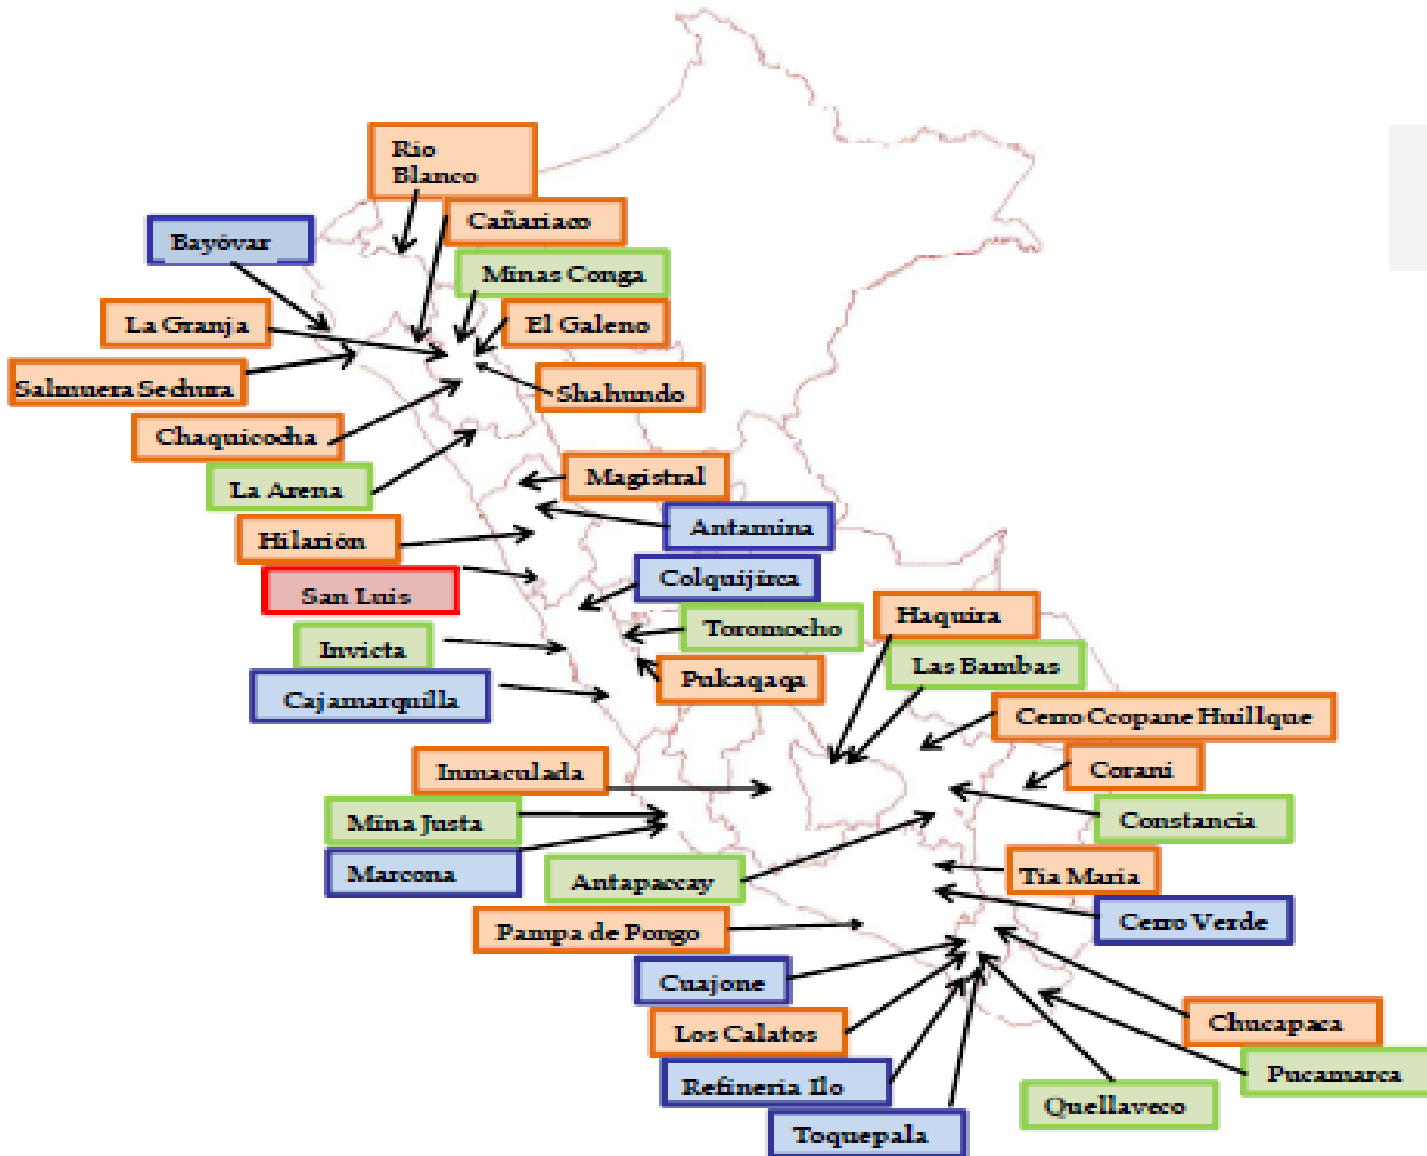 Rio
Blanco
Cañariaco
Bayóvar
Minas Conga
La Granja
El Galeno
Salmuera Sechura
Shahundo
Chaquicocha
La Arena
Magistral
Hilarión
Antamina
San Luis
Colquijirca
Haquira
Invicta
Toromocho
Las Bambas
Cajamarquilla
Pukaqaqa
Cerro Ccopane Huillque
Inmaculada
Corani
Mina Justa
Constancia
Marcona
Antapaccay
Tia Maria
Pampa de Pongo
Cerro Verde
Cuajone
Los Calatos
Chucapaca
Refineria Ilo
Pucamarca
Quellaveco
Toquepala